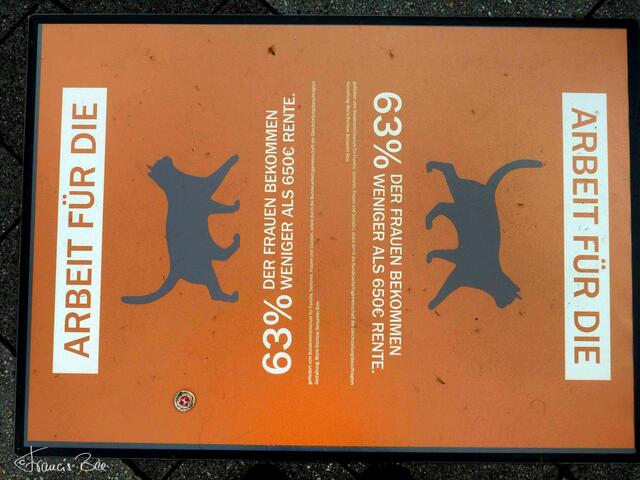 ARBEIT FÜR DIE
63% DER FRAUEN BEKOMMEN
WENIGER ALS 650€ RENTE.
63% DER FRAUEN BEKOMMEN
WENIGER ALS 650€ RENTE.
ARBEIT FÜR DIE
©Francis Bee